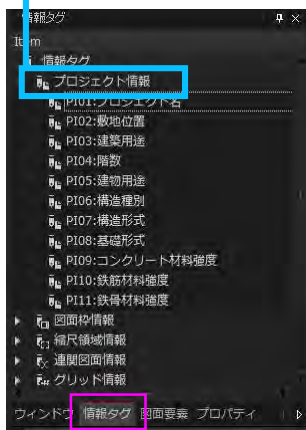 情報タグ
Item
情報タグ
プロジェクト情報
PI01:プロジェクト名
PI02:敷地位置
PI03:建築用途
PI04:階数
PI05:建物用途
PI06:構造種別
PI07:構造形式
PI08:基礎形式
PI09:コンクリート材料強度
PI10:鉄筋材料強度
PI11:鉄骨材料強度
図面枠情報
縮尺領域情報
連関図面情報
グリッド情報
ウィンドウ 情報タグ 図面要素 プロパティ